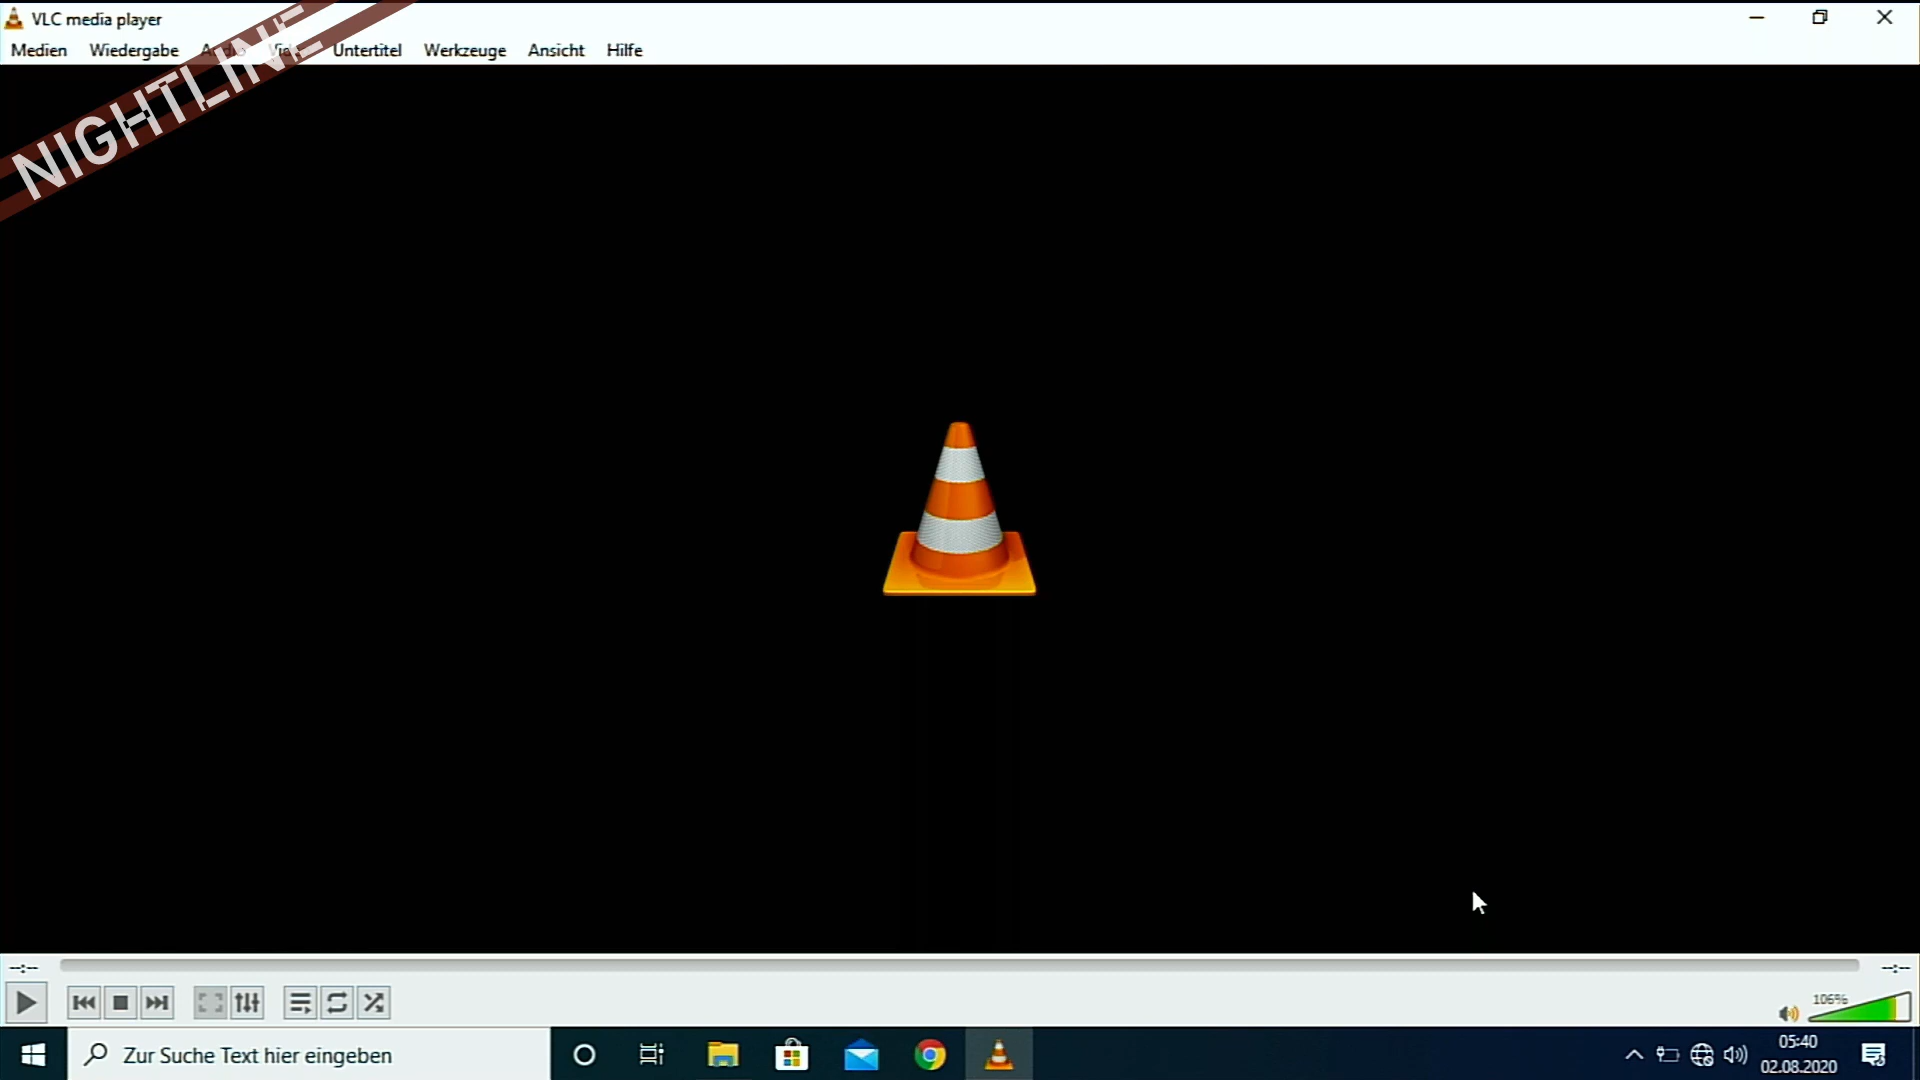 VLC media player
Medien Wiedergabe Untertitel Werkzeuge Ansicht Hilfe
NIGHTLINE
--:--
--:--
106%
Zur Suche Text hier eingeben
05:40
02.08.2020